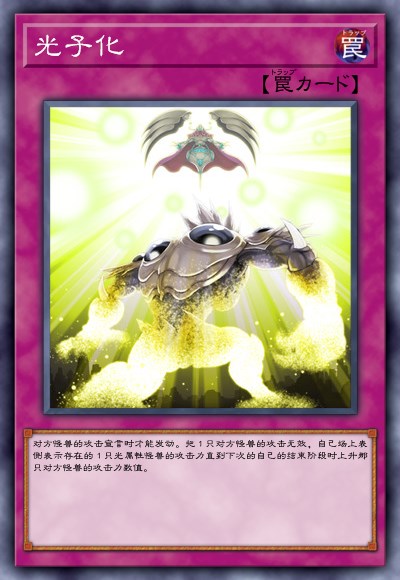 光子化
トラップ
罠
トラップ
【罠カード】
对方怪兽的攻击宣言时才能发动。把1只对方怪兽的攻击无效，自己场上表
侧表示存在的1只光属性怪兽的攻击力直到下次的自己的结束阶段时上升那
只对方怪兽的攻击力数值。